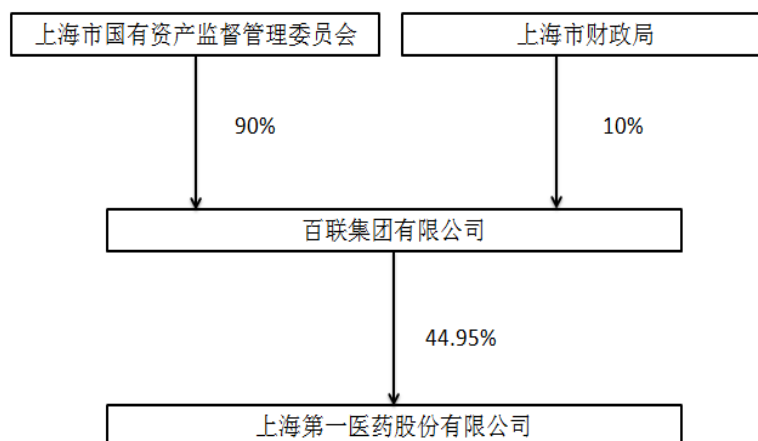 上海市国有资产监督管理委员会
上海市财政局
90%
10%
百联集团有限公司
44.95%
上海第一医药股份有限公司